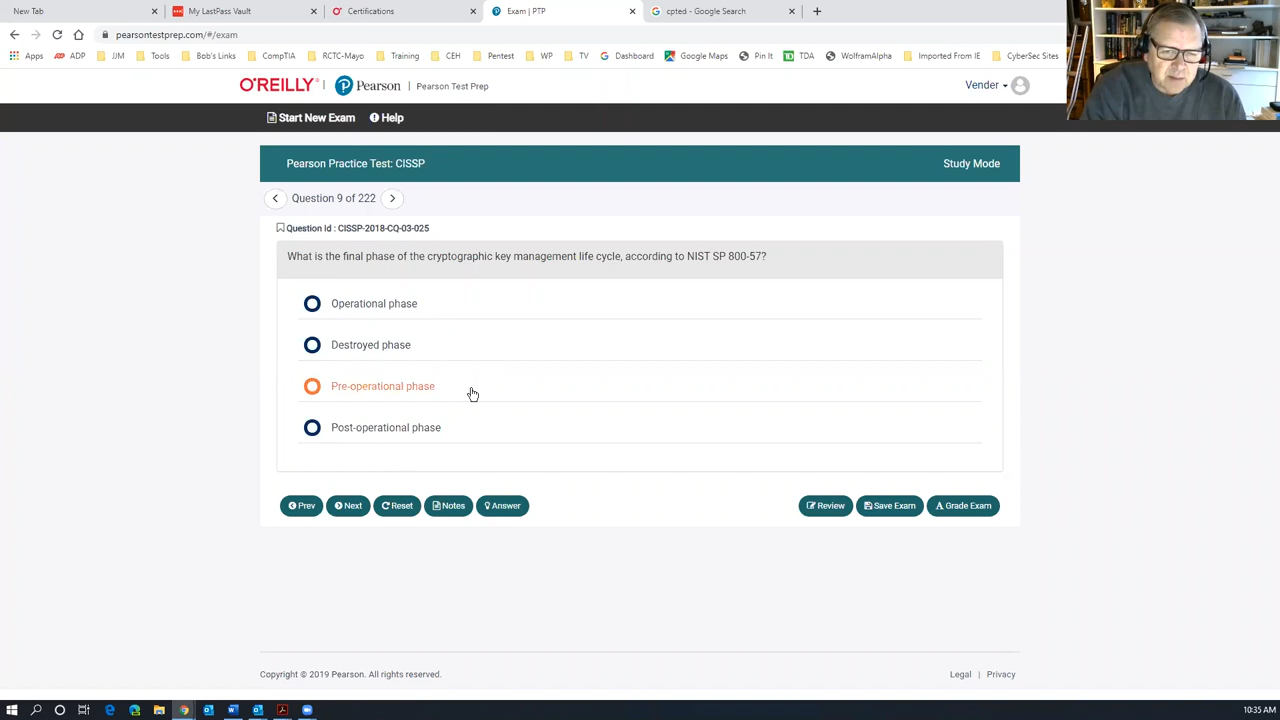 New Tab
My LastPass Vault
Certifications
Exam | PTP
cpted - Google Search
pearsontestprep.com/#/exam
Apps
ADP
JJM
Tools
Bob's Links
CompTIA
RCTC-Mayo
Training
CEH
Pentest
WP
TV
Dashboard
Google Maps
Pin It
TDA
WolframAlpha
Imported From IE
CyberSec Sites
O'REILLY
Pearson
Pearson Test Prep
Vender
Start New Exam
Help
Pearson Practice Test: CISSP
Study Mode
Question 9 of 222
Question Id : CISSP-2018-CQ-03-025
What is the final phase of the cryptographic key management life cycle, according to NIST SP 800-57?
Operational phase
Destroyed phase
Pre-operational phase
Post-operational phase
Prev
Next
Reset
Notes
Answer
Review
Save Exam
Grade Exam
Copyright © 2019 Pearson. All rights reserved.
Legal | Privacy
10:35 AM